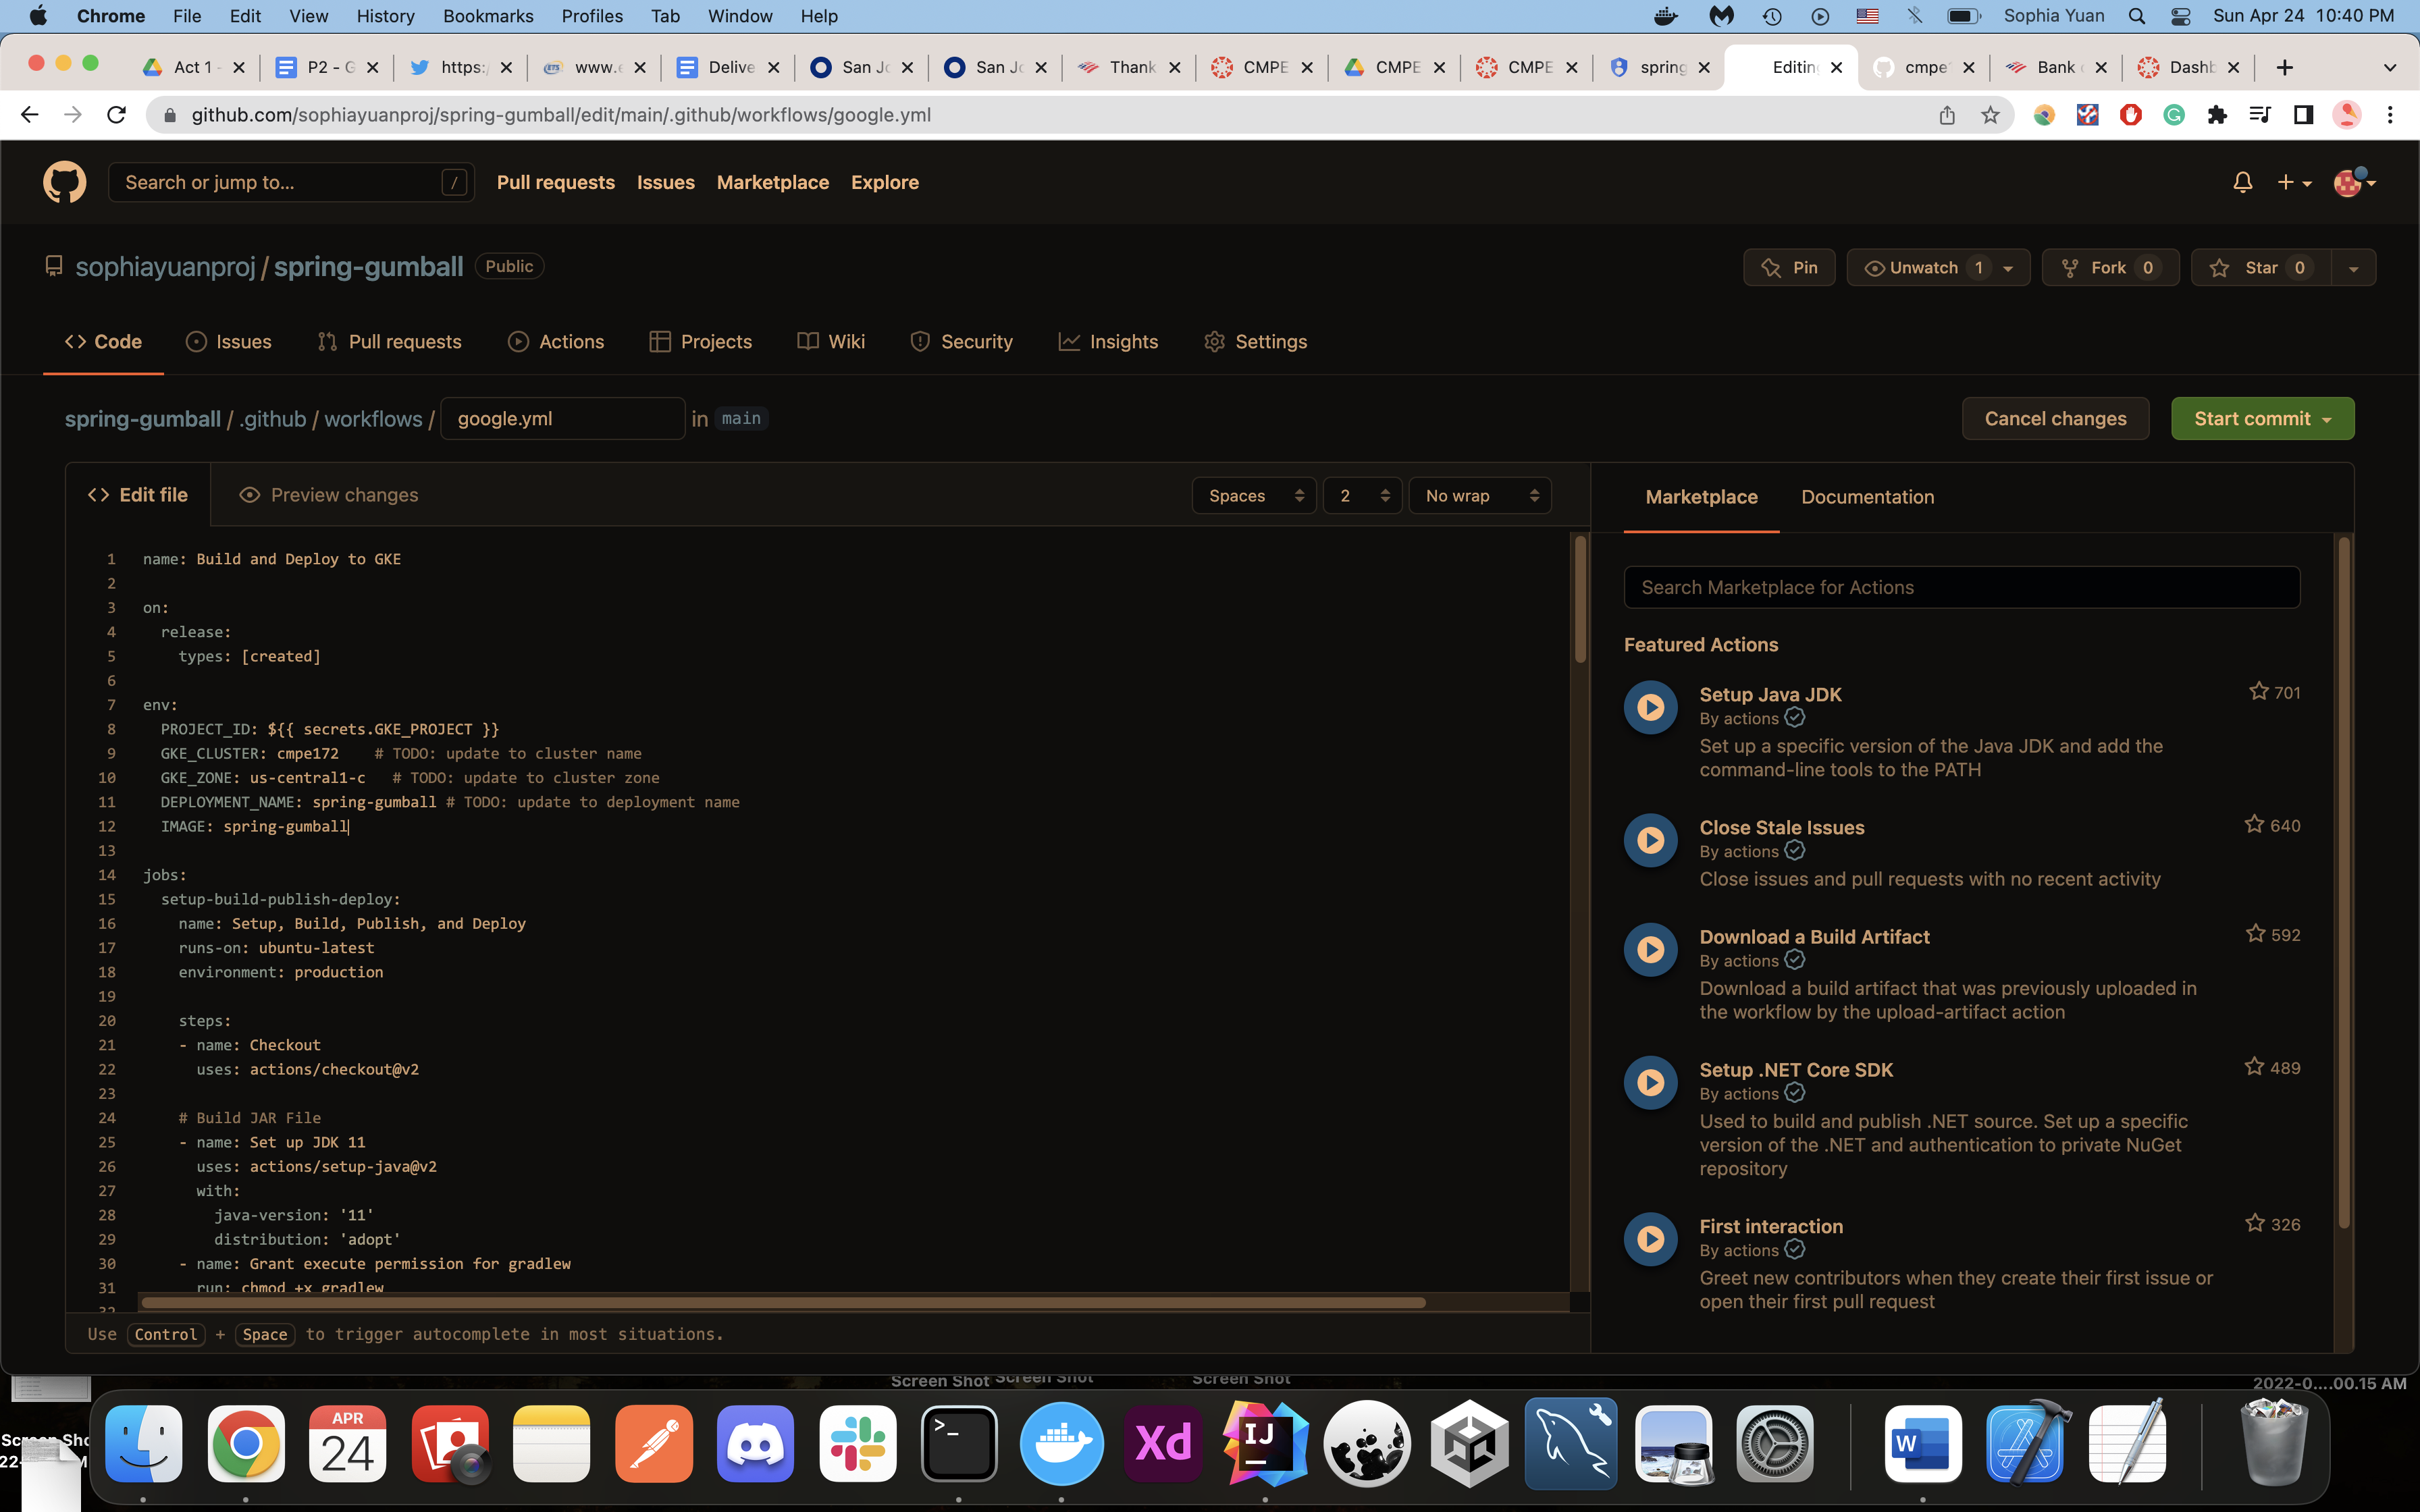 Chrome File Edit View History Bookmarks Profiles Tab Window Help Sophia Yuan Sun Apr 24 10:40 PM
Act 1 - P2 - G https: www.e Delive San Jo San Jo Thank CMPE CMPE CMPE spring Editing cmpe Bank Dashb
github.com/sophiayuanproj/spring-gumball/edit/main/.github/workflows/google.yml
Search or jump to... / Pull requests Issues Marketplace Explore
sophiayuanproj / spring-gumball Public Pin Unwatch 1 Fork 0 Star 0
Code Issues Pull requests Actions Projects Wiki Security Insights Settings
spring-gumball / .github / workflows / google.yml in main Cancel changes Start commit
Edit file Preview changes Spaces 2 No wrap
1 name: Build and Deploy to GKE
2
3 on:
4 release:
5 types: [created]
6
7 env:
8 PROJECT_ID: ${{ secrets.GKE_PROJECT }}
9 GKE_CLUSTER: cmpe172 # TODO: update to cluster name
10 GKE_ZONE: us-central1-c # TODO: update to cluster zone
11 DEPLOYMENT_NAME: spring-gumball # TODO: update to deployment name
12 IMAGE: spring-gumball
13
14 jobs:
15 setup-build-publish-deploy:
16 name: Setup, Build, Publish, and Deploy
17 runs-on: ubuntu-latest
18 environment: production
19
20 steps:
21 - name: Checkout
22 uses: actions/checkout@v2
23
24 # Build JAR File
25 - name: Set up JDK 11
26 uses: actions/setup-java@v2
27 with:
28 java-version: '11'
29 distribution: 'adopt'
30 - name: Grant execute permission for gradlew
31 run: chmod +x gradlew
32
Use Control + Space to trigger autocomplete in most situations.
Marketplace Documentation
Search Marketplace for Actions
Featured Actions
Setup Java JDK 701
By actions
Set up a specific version of the Java JDK and add the
command-line tools to the PATH
Close Stale Issues 640
By actions
Close issues and pull requests with no recent activity
Download a Build Artifact 592
By actions
Download a build artifact that was previously uploaded in
the workflow by the upload-artifact action
Setup .NET Core SDK 489
By actions
Used to build and publish .NET source. Set up a specific
version of the .NET and authentication to private NuGet
repository
First interaction 326
By actions
Greet new contributors when they create their first issue or
open their first pull request
Screen Shot Screen Shot Screen Shot 2022-0....00.15 AM
APR
24
Xd
IJ
W